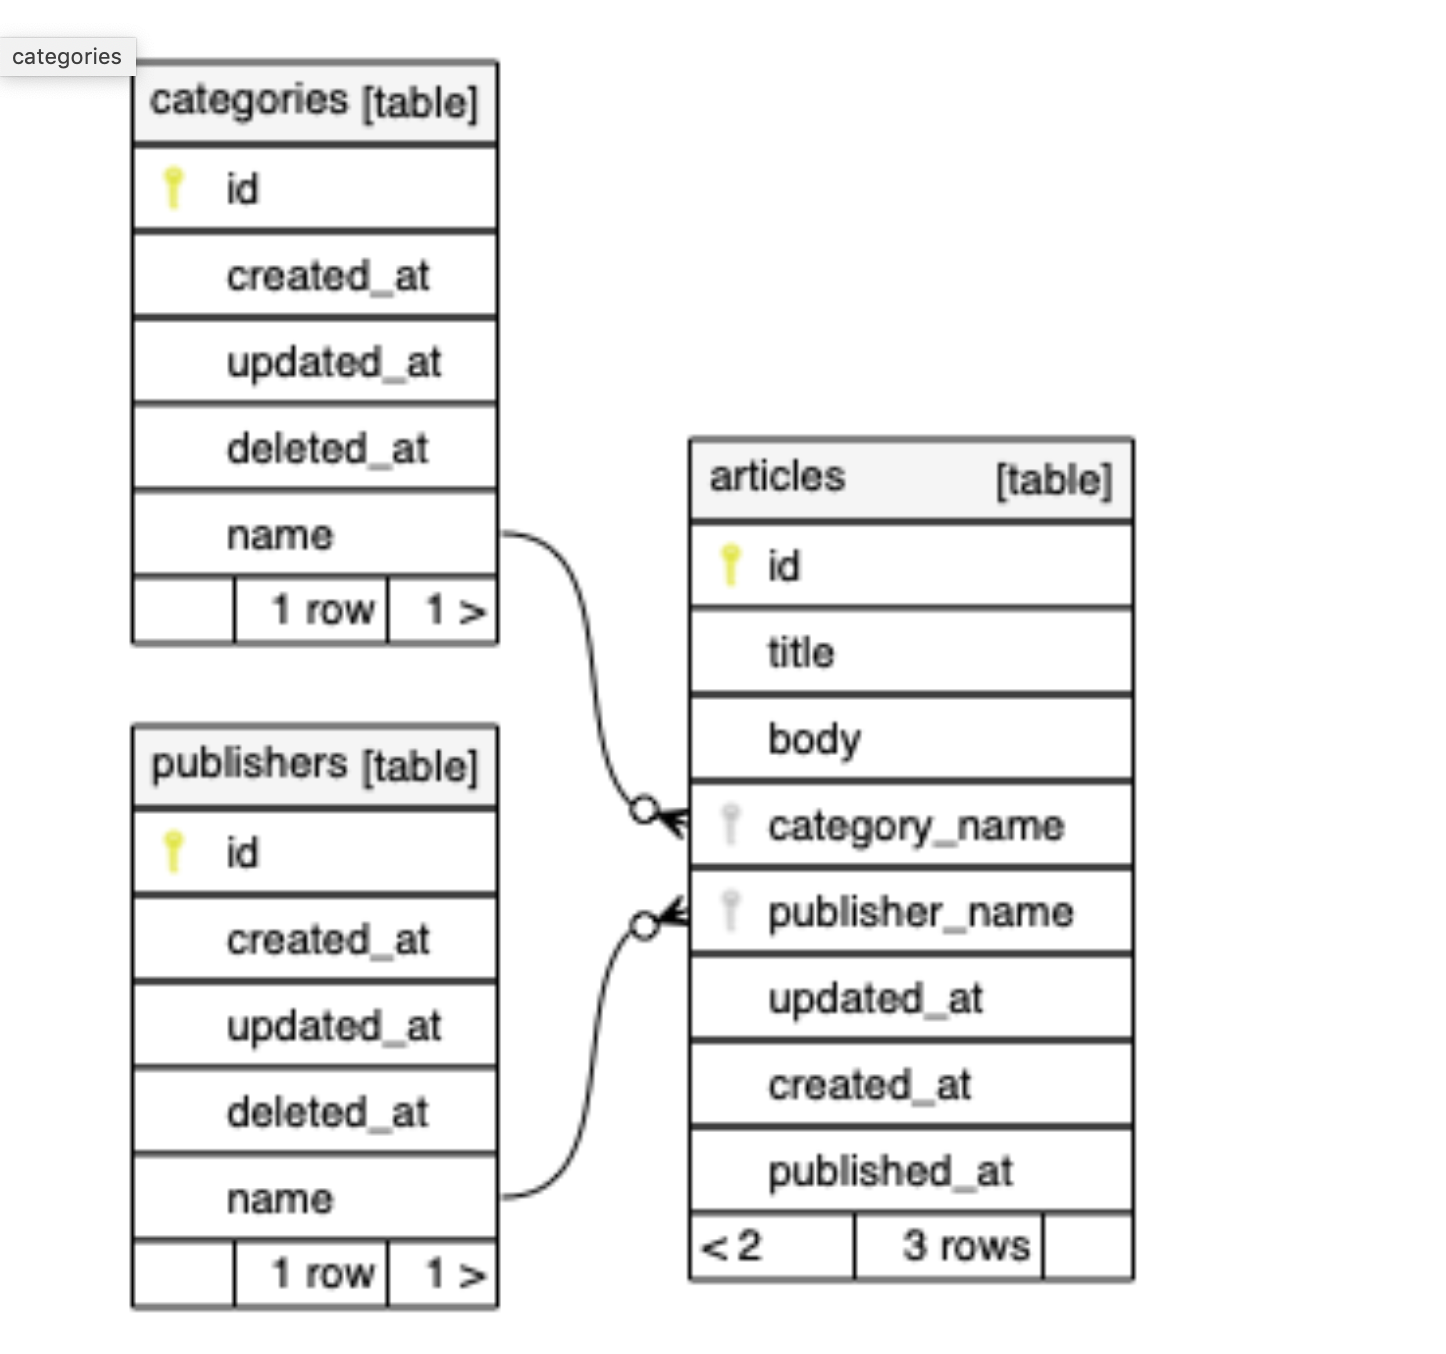 categories
categories [table]
id
created_at
updated_at
deleted_at
name
1 row 1 >
publishers [table]
id
created_at
updated_at
deleted_at
name
1 row 1 >
articles [table]
id
title
body
category_name
publisher_name
updated_at
created_at
published_at
< 2 3 rows